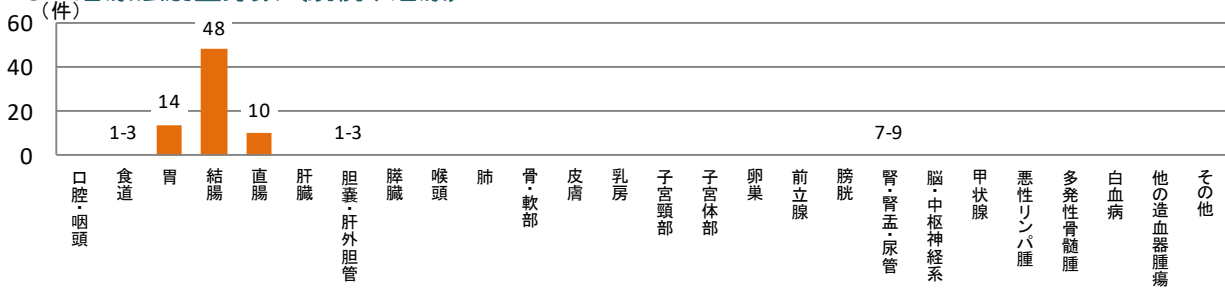 (件)
60
48
40
14
20
10
1-3
1-3
7-9
0
口腔・咽頭
食道
胃
結腸
直腸
肝臓
胆嚢・肝外胆管
膵臓
喉頭
肺
骨・軟部
皮膚
乳房
子宮頸部
子宮体部
卵巣
前立腺
膀胱
腎・腎盂・尿管
脳・中枢神経系
甲状腺
悪性リンパ腫
多発性骨髄腫
白血病
他の造血器腫瘍
その他